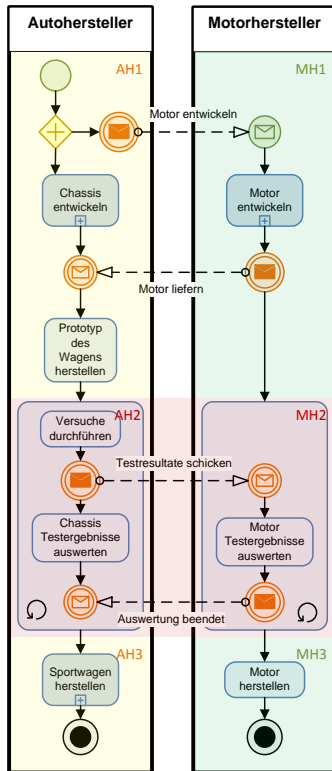 Autohersteller
Motorhersteller
AH1
MH1
Motor entwickeln
Chassis
entwickeln
Motor
entwickeln
Motor liefern
Prototyp
des
Wagens
herstellen
AH2
MH2
Versuche
durchführen
Testresultate schicken
Chassis
Testergebnisse
auswerten
Motor
Testergebnisse
auswerten
Auswertung beendet
AH3
MH3
Sportwagen
herstellen
Motor
herstellen